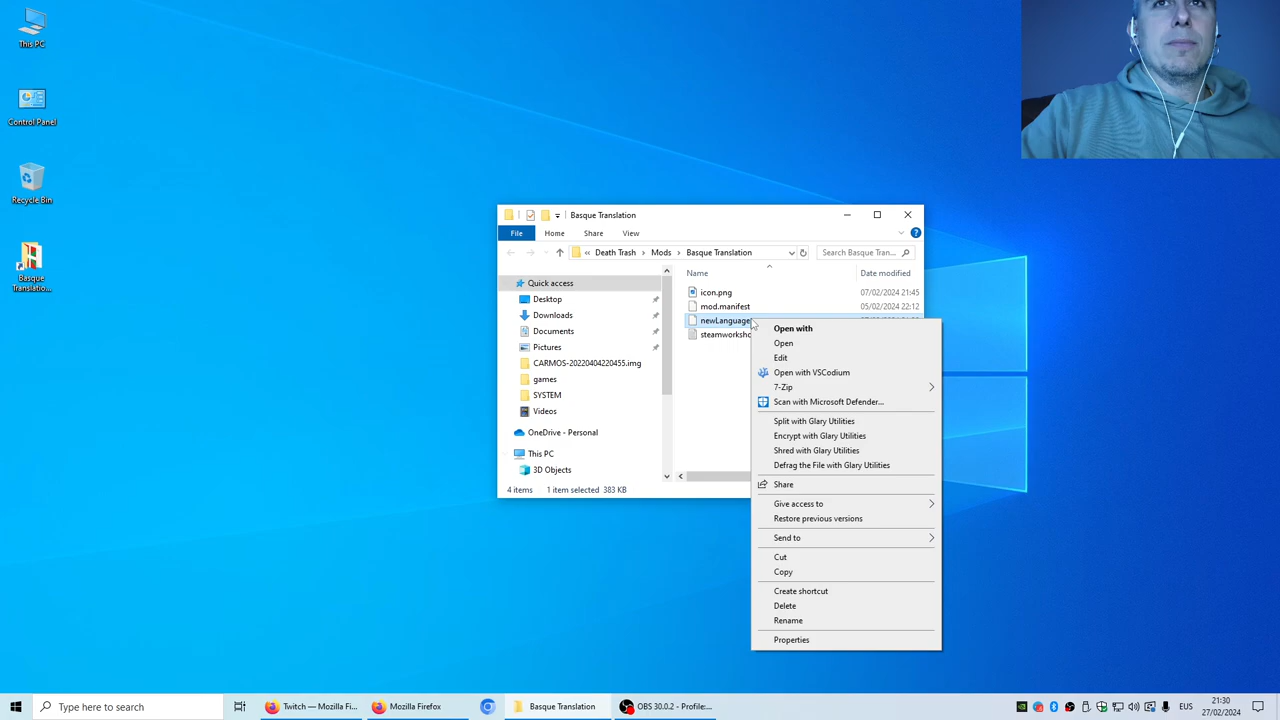 This PC
Control Panel
Recycle Bin
Basque
Translatio...
Basque Translation
File
Home
Share
View
Death Trash
Mods
Basque Translation
Search Basque Tran...
Quick access
Desktop
Downloads
Documents
Pictures
CARMOS-20220404220455.img
games
SYSTEM
Videos
OneDrive - Personal
This PC
3D Objects
Name
Date modified
icon.png
07/02/2024 21:45
mod.manifest
05/02/2024 22:12
newLanguage
steamworksho
4 items
1 item selected 383 KB
Open with
Open
Edit
Open with VSCodium
7-Zip
Scan with Microsoft Defender...
Split with Glary Utilities
Encrypt with Glary Utilities
Shred with Glary Utilities
Defrag the File with Glary Utilities
Share
Give access to
Restore previous versions
Send to
Cut
Copy
Create shortcut
Delete
Rename
Properties
Type here to search
Twitch — Mozilla Fi...
Mozilla Firefox
Basque Translation
OBS 30.0.2 - Profile:...
EUS
21:30
27/02/2024